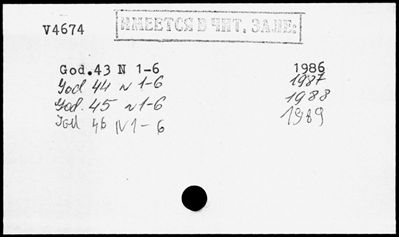 ИМЕЕТСЯ В ЧИТ. ЗАЛЕ.
V4674
God.43 N 1-6 1986
God 44 N 1-6 1987
God. 45 N 1-6 1988
God 46 N 1-6 1989